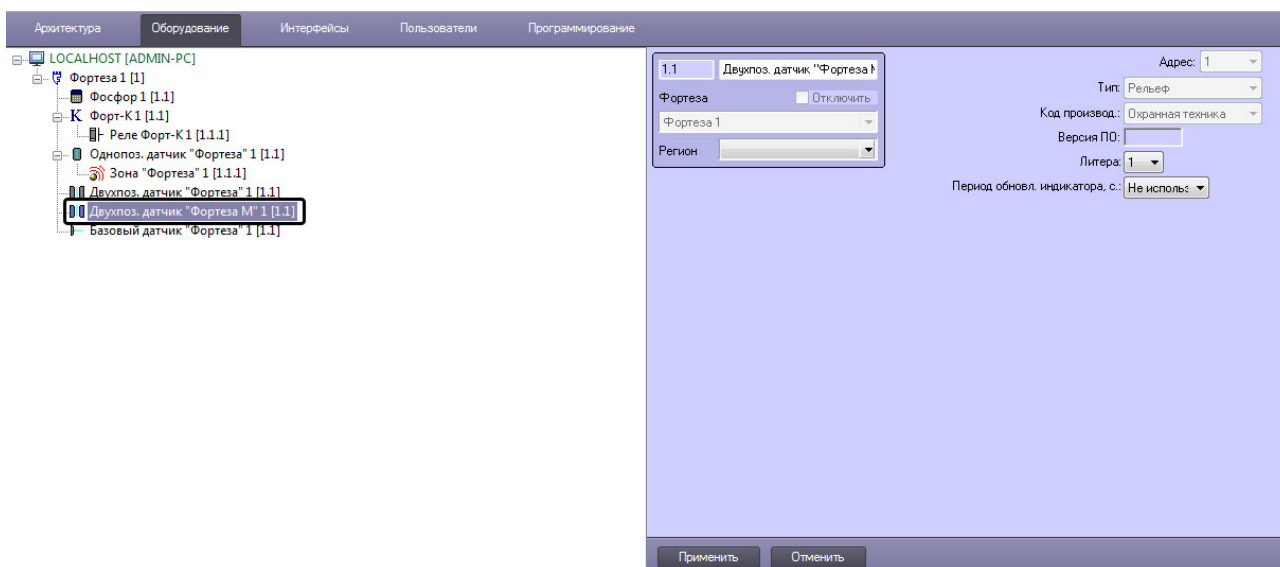 Архитектура Оборудование Интерфейсы Пользователи Программирование
LOCALHOST [ADMIN-PC]
Фортеза 1 [1]
Фосфор 1 [1.1]
К Форт-К 1 [1.1]
Реле Форт-К 1 [1.1.1]
Однопоз. датчик "Фортеза" 1 [1.1]
Зона "Фортеза" 1 [1.1.1]
Двухпоз. датчик "Фортеза" 1 [1.1]
Двухпоз. датчик "Фортеза М" 1 [1.1]
Базовый датчик "Фортеза" 1 [1.1]
1.1 Двухпоз. датчик "Фортеза М
Фортеза Отключить
Фортеза 1
Регион
Адрес: 1
Тип: Рельеф
Код производ.: Охранная техника
Версия ПО:
Литера: 1
Период обновл. индикатора, с.: Не использ
Применить Отменить